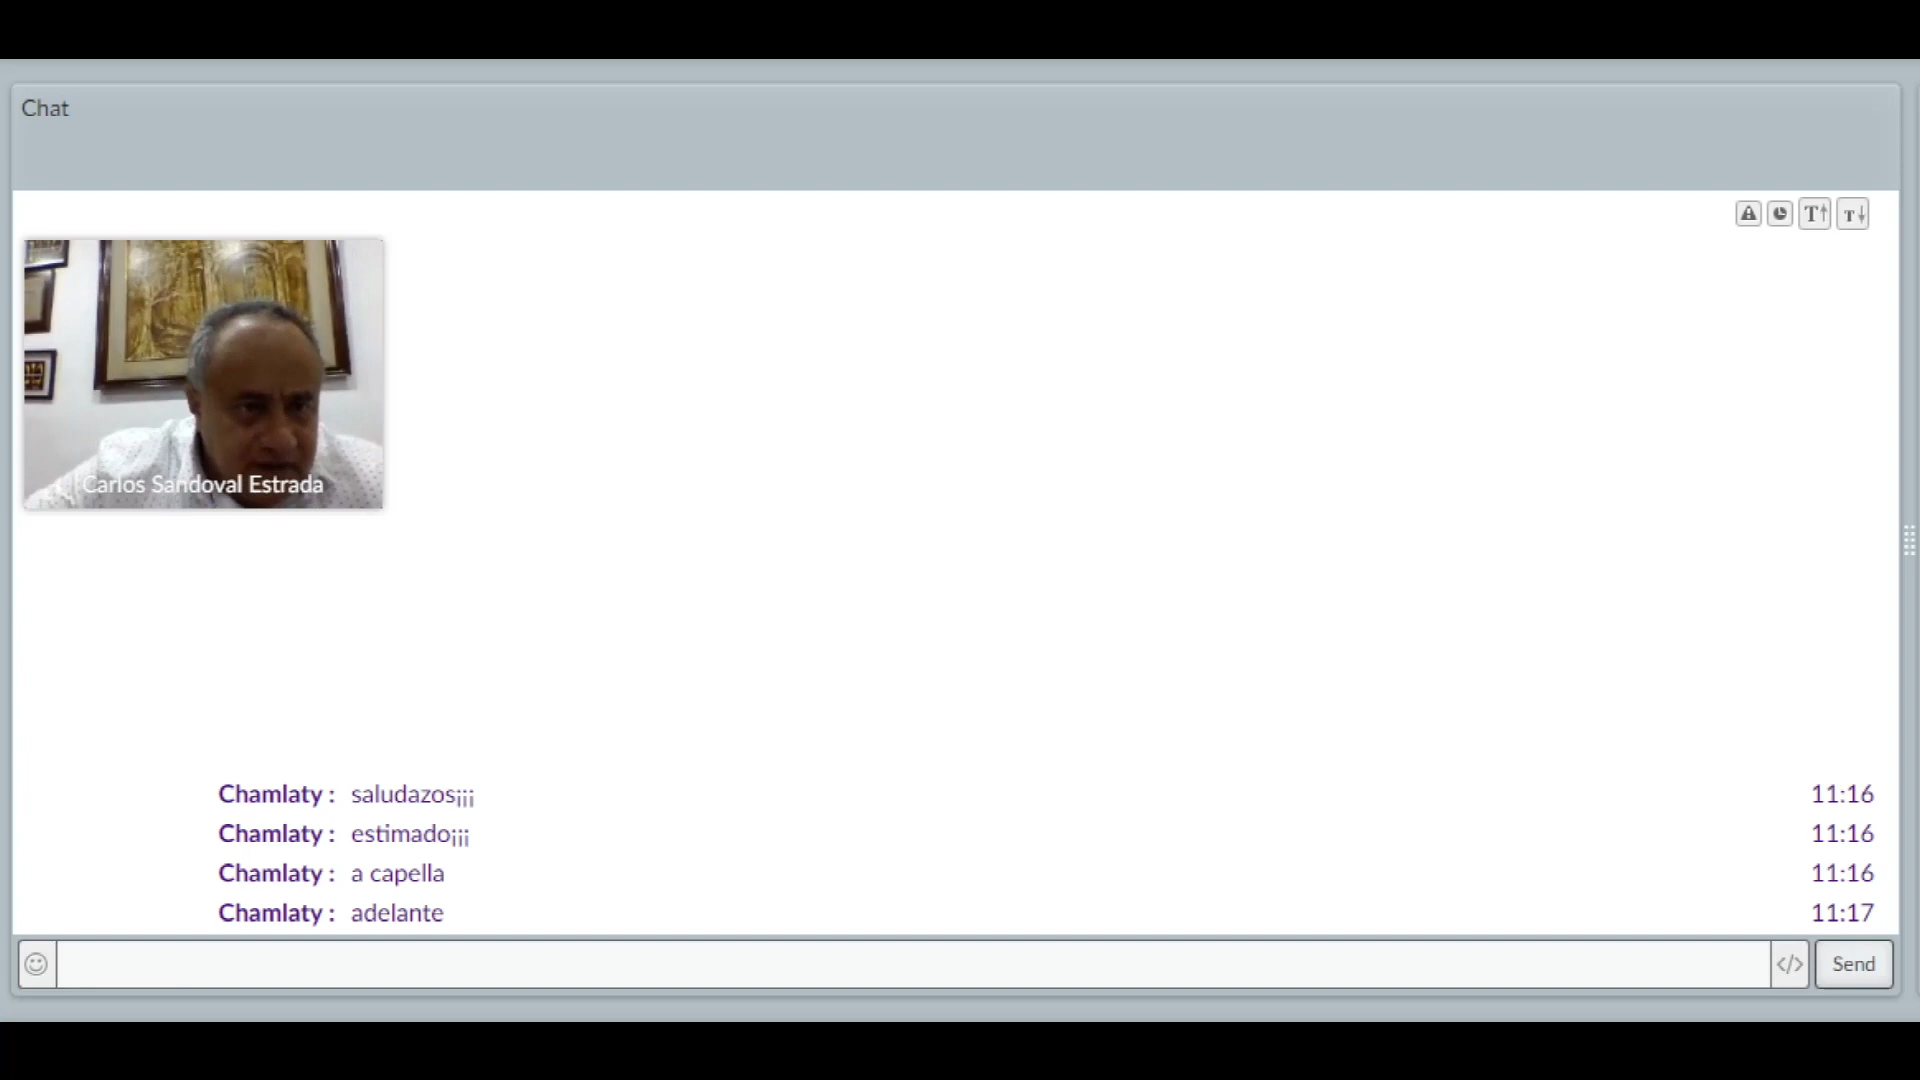 Chat
Carlos Sandoval Estrada
Chamlaty : saludazos¡¡¡ 11:16
Chamlaty : estimado¡¡¡ 11:16
Chamlaty : a capella 11:16
Chamlaty : adelante 11:17
Send